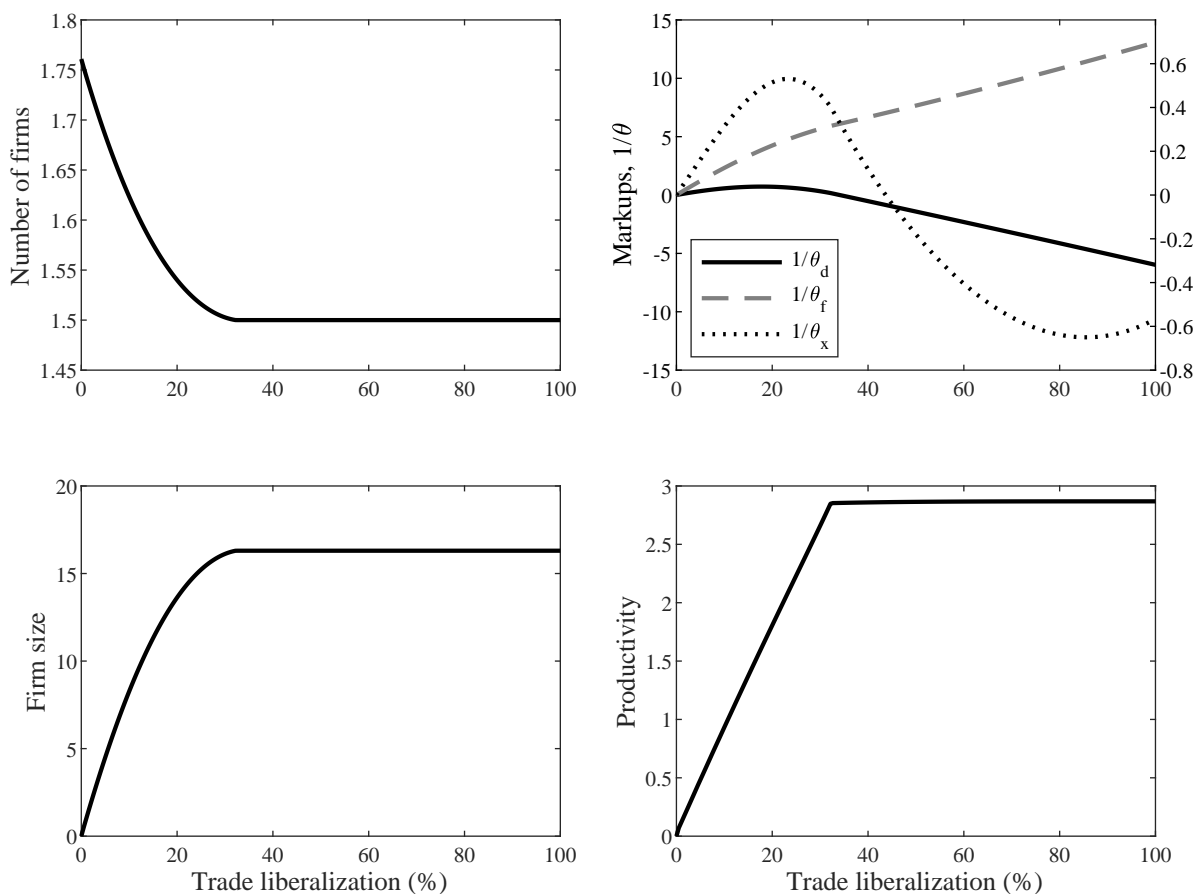 1.8
1.75
1.7
1.65
1.6
1.55
1.5
1.45
Number of firms
0 20 40 60 80 100
15
10
5
0
-5
-10
-15
Markups, 1/θ
0.6
0.4
0.2
0
-0.2
-0.4
-0.6
-0.8
1/θ_d
1/θ_f
1/θ_x
0 20 40 60 80 100
20
15
10
5
0
Firm size
0 20 40 60 80 100
Trade liberalization (%)
3
2.5
2
1.5
1
0.5
0
Productivity
0 20 40 60 80 100
Trade liberalization (%)